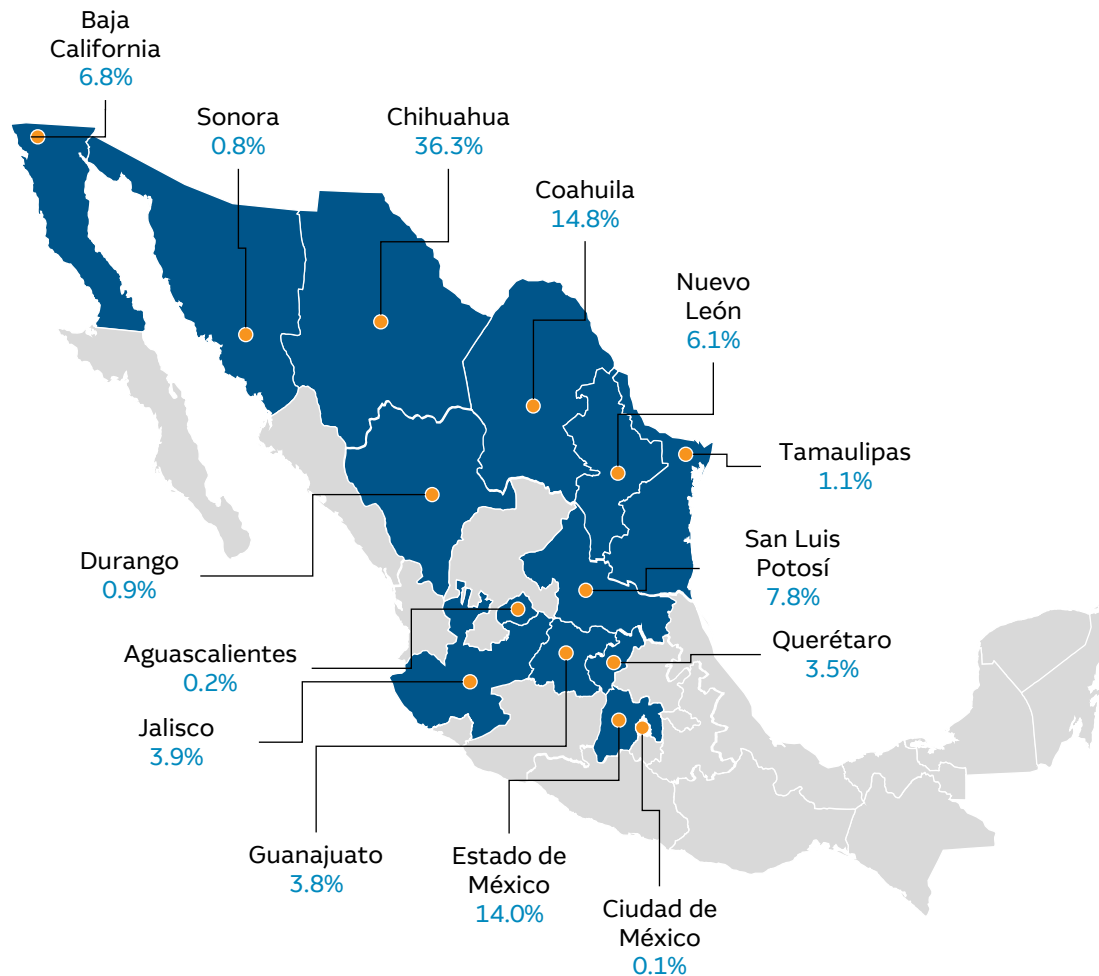 Baja
California
6.8%
Sonora
0.8%
Chihuahua
36.3%
Coahuila
14.8%
Nuevo
León
6.1%
Tamaulipas
1.1%
San Luis
Potosí
7.8%
Durango
0.9%
Querétaro
3.5%
Aguascalientes
0.2%
Jalisco
3.9%
Guanajuato
3.8%
Estado de
México
14.0%
Ciudad de
México
0.1%